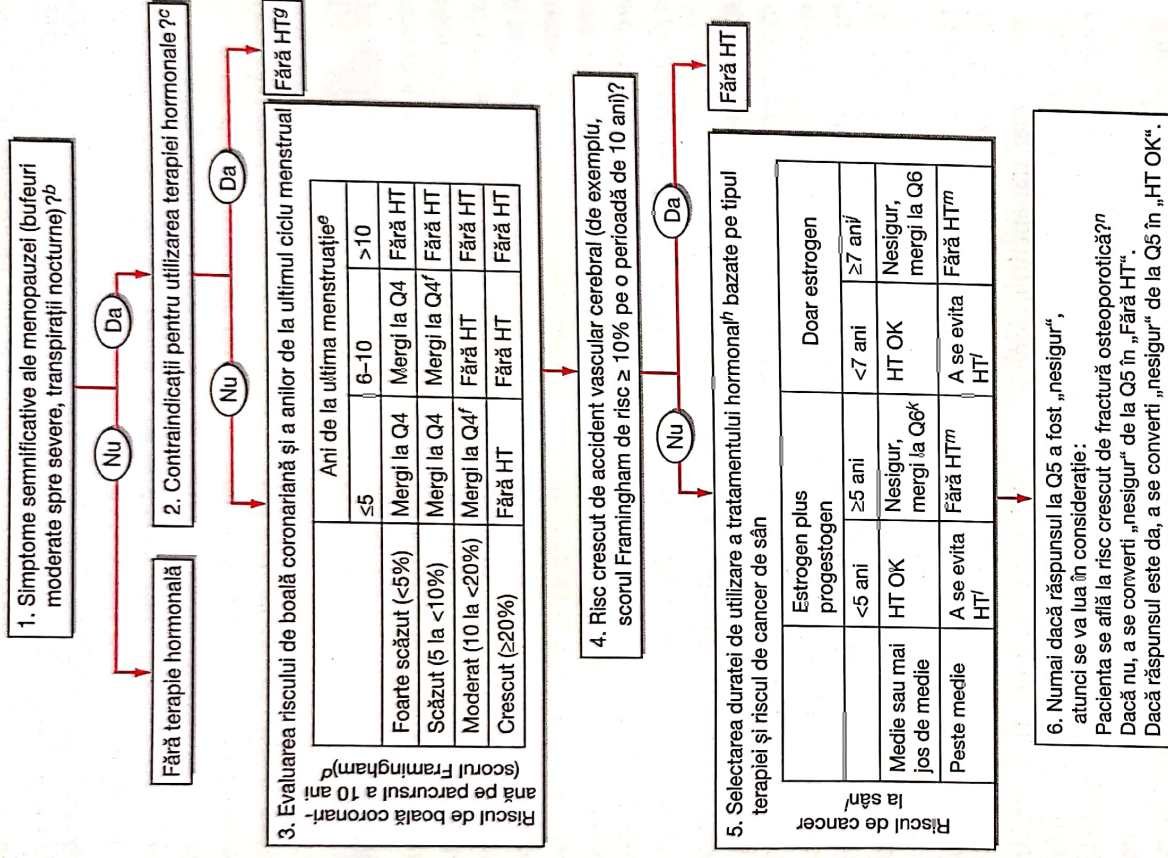 1. Simptome semnificative ale menopauzei (bufeuri
moderate spre severe, transpirații nocturne)?b
Nu
Da
Fără terapie hormonală
2. Contraindicații pentru utilizarea terapiei hormonale?c
Nu
Da
Fără HTg
3. Evaluarea riscului de boală coronariană și a anilor de la ultimul ciclu menstrual
Riscul de boală coronari-
ană pe parcursul a 10 ani
(scorul Framingham)d
Ani de la ultima menstruațiee
≤5 6–10 >10
Foarte scăzut (<5%) Mergi la Q4 Mergi la Q4 Fără HT
Scăzut (5 la <10%) Mergi la Q4 Mergi la Q4f Fără HT
Moderat (10 la <20%) Mergi la Q4f Fără HT Fără HT
Crescut (≥20%) Fără HT Fără HT Fără HT
4. Risc crescut de accident vascular cerebral (de exemplu,
scorul Framingham de risc ≥ 10% pe o perioadă de 10 ani)?
Nu
Da
Fără HT
5. Selectarea duratei de utilizare a tratamentului hormonalh bazate pe tipul
terapiei și riscul de cancer de sân
Riscul de cancer
la sâni
Estrogen plus
progestogen
Doar estrogen
<5 ani ≥5 ani <7 ani ≥7 anij
Medie sau mai
jos de medie
HT OK
Nesigur,
mergi la Q6k
HT OK
Nesigur,
mergi la Q6
Peste medie
A se evita
HTl
Fără HTm
A se evita
HTl
Fără HTm
6. Numai dacă răspunsul la Q5 a fost „nesigur“,
atunci se va lua în considerație:
Pacienta se află la risc crescut de fractură osteoporotică?n
Dacă nu, a se converti „nesigur“ de la Q5 în „Fără HT“.
Dacă răspunsul este da, a se converti „nesigur“ de la Q5 în „HT OK“.